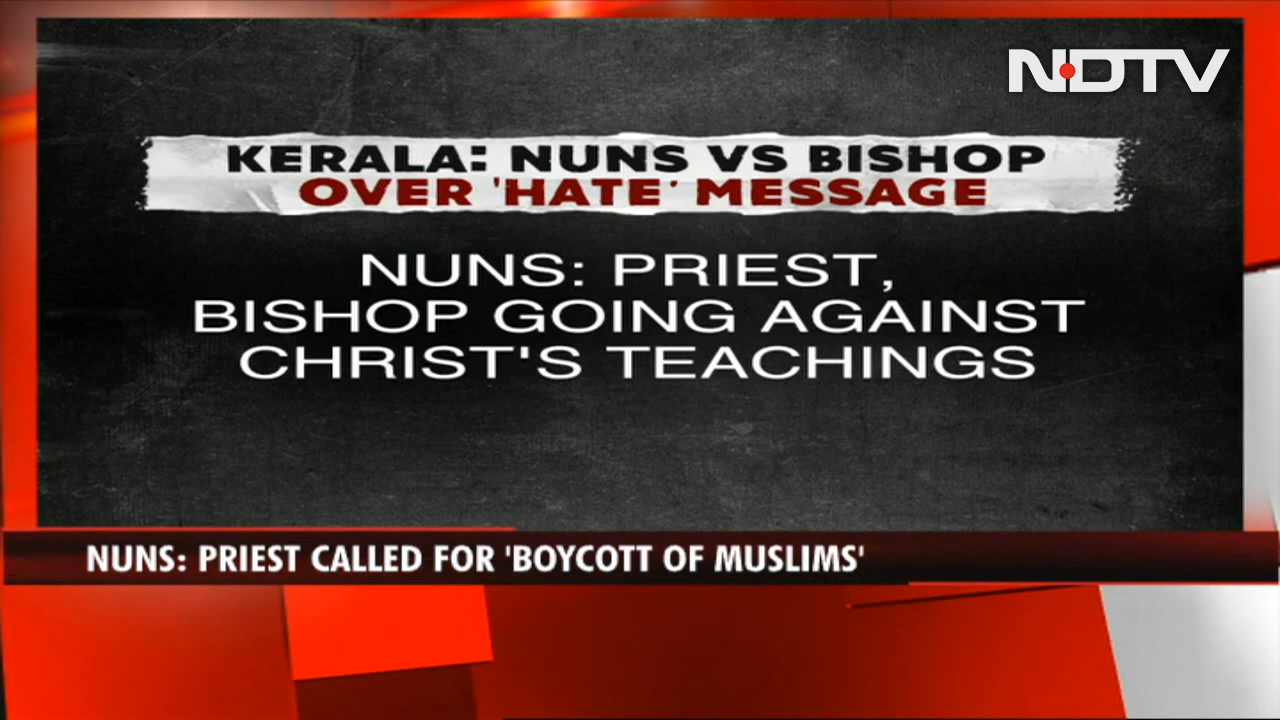 NDTV
KERALA: NUNS VS BISHOP
OVER 'HATE' MESSAGE
NUNS: PRIEST,
BISHOP GOING AGAINST
CHRIST'S TEACHINGS
NUNS: PRIEST CALLED FOR 'BOYCOTT OF MUSLIMS'